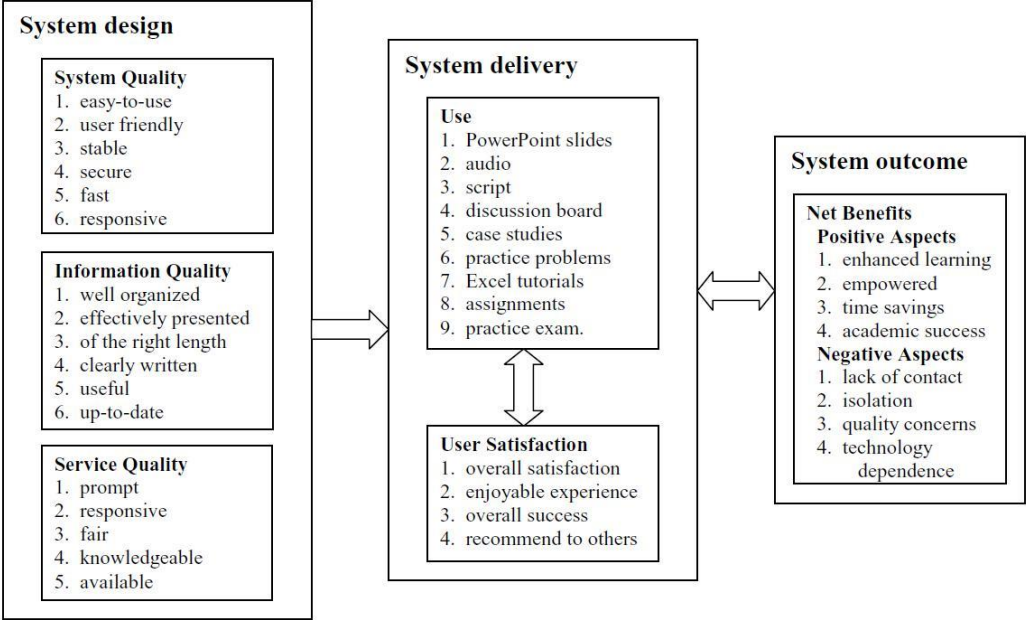 System design
System Quality
1. easy-to-use
2. user friendly
3. stable
4. secure
5. fast
6. responsive
Information Quality
1. well organized
2. effectively presented
3. of the right length
4. clearly written
5. useful
6. up-to-date
Service Quality
1. prompt
2. responsive
3. fair
4. knowledgeable
5. available
System delivery
Use
1. PowerPoint slides
2. audio
3. script
4. discussion board
5. case studies
6. practice problems
7. Excel tutorials
8. assignments
9. practice exam.
User Satisfaction
1. overall satisfaction
2. enjoyable experience
3. overall success
4. recommend to others
System outcome
Net Benefits
Positive Aspects
1. enhanced learning
2. empowered
3. time savings
4. academic success
Negative Aspects
1. lack of contact
2. isolation
3. quality concerns
4. technology
dependence